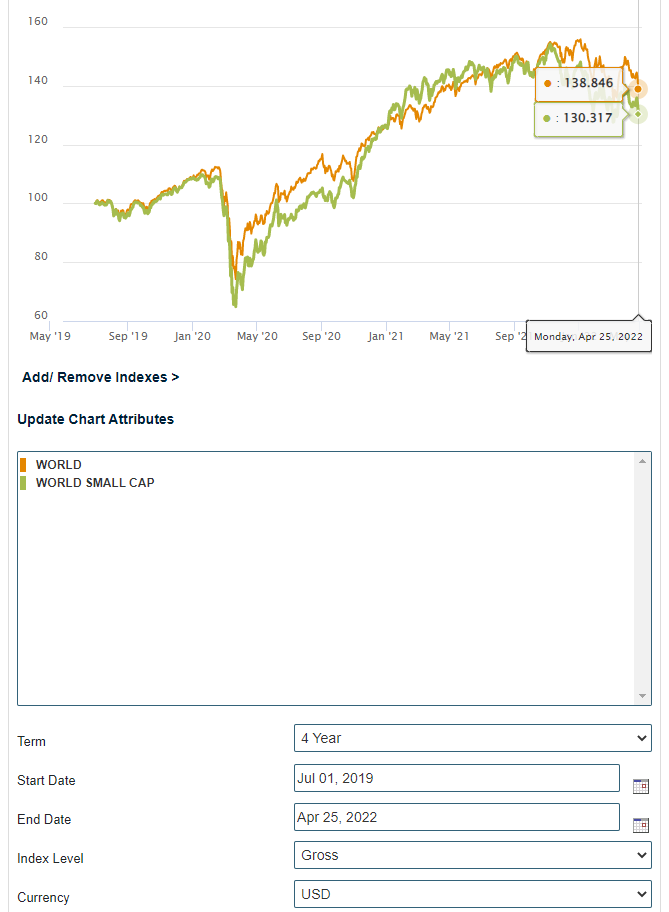 160
140
120
100
80
60
: 138.846
: 130.317
May '19 Sep '19 Jan '20 May '20 Sep '20 Jan '21 May '21 Sep '2
Monday, Apr 25, 2022
Add/ Remove Indexes >
Update Chart Attributes
WORLD
WORLD SMALL CAP
Term 4 Year
Start Date Jul 01, 2019
End Date Apr 25, 2022
Index Level Gross
Currency USD